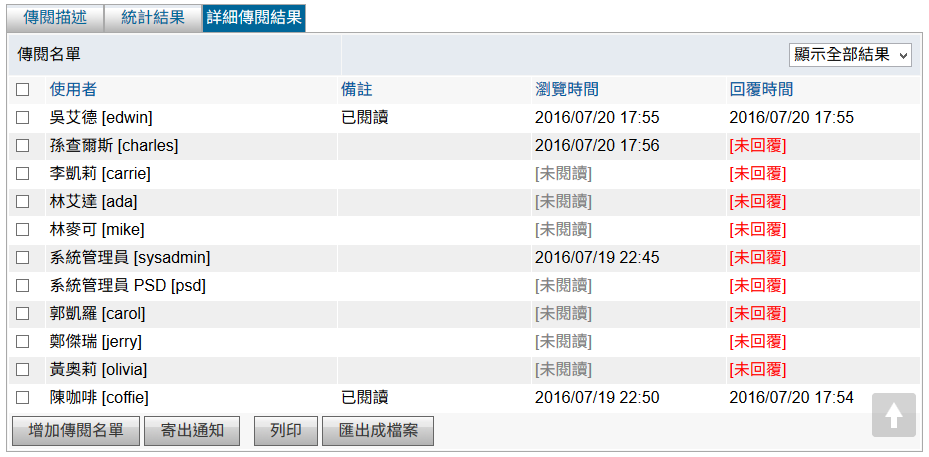 傳閱描述 統計結果 詳細傳閱結果
傳閱名單 顯示全部結果
使用者 備註 瀏覽時間 回覆時間
吳艾德 [edwin] 已閱讀 2016/07/20 17:55 2016/07/20 17:55
孫查爾斯 [charles] 2016/07/20 17:56 [未回覆]
李凱莉 [carrie] [未閱讀] [未回覆]
林艾達 [ada] [未閱讀] [未回覆]
林麥可 [mike] [未閱讀] [未回覆]
系統管理員 [sysadmin] 2016/07/19 22:45 [未回覆]
系統管理員 PSD [psd] [未閱讀] [未回覆]
郭凱羅 [carol] [未閱讀] [未回覆]
鄭傑瑞 [jerry] [未閱讀] [未回覆]
黃奧莉 [olivia] [未閱讀] [未回覆]
陳咖啡 [coffie] 已閱讀 2016/07/19 22:50 2016/07/20 17:54
增加傳閱名單 寄出通知 列印 匯出成檔案